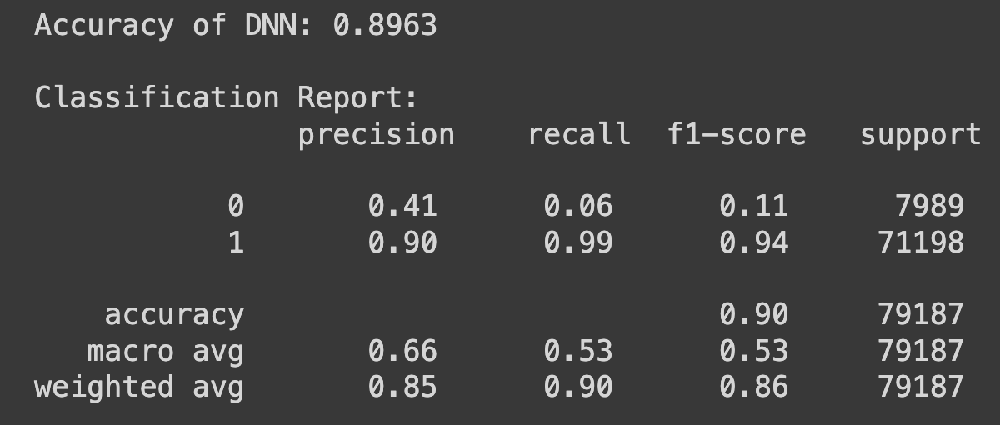 Accuracy of DNN: 0.8963
Classification Report:
precision recall f1-score support
0 0.41 0.06 0.11 7989
1 0.90 0.99 0.94 71198
accuracy 0.90 79187
macro avg 0.66 0.53 0.53 79187
weighted avg 0.85 0.90 0.86 79187